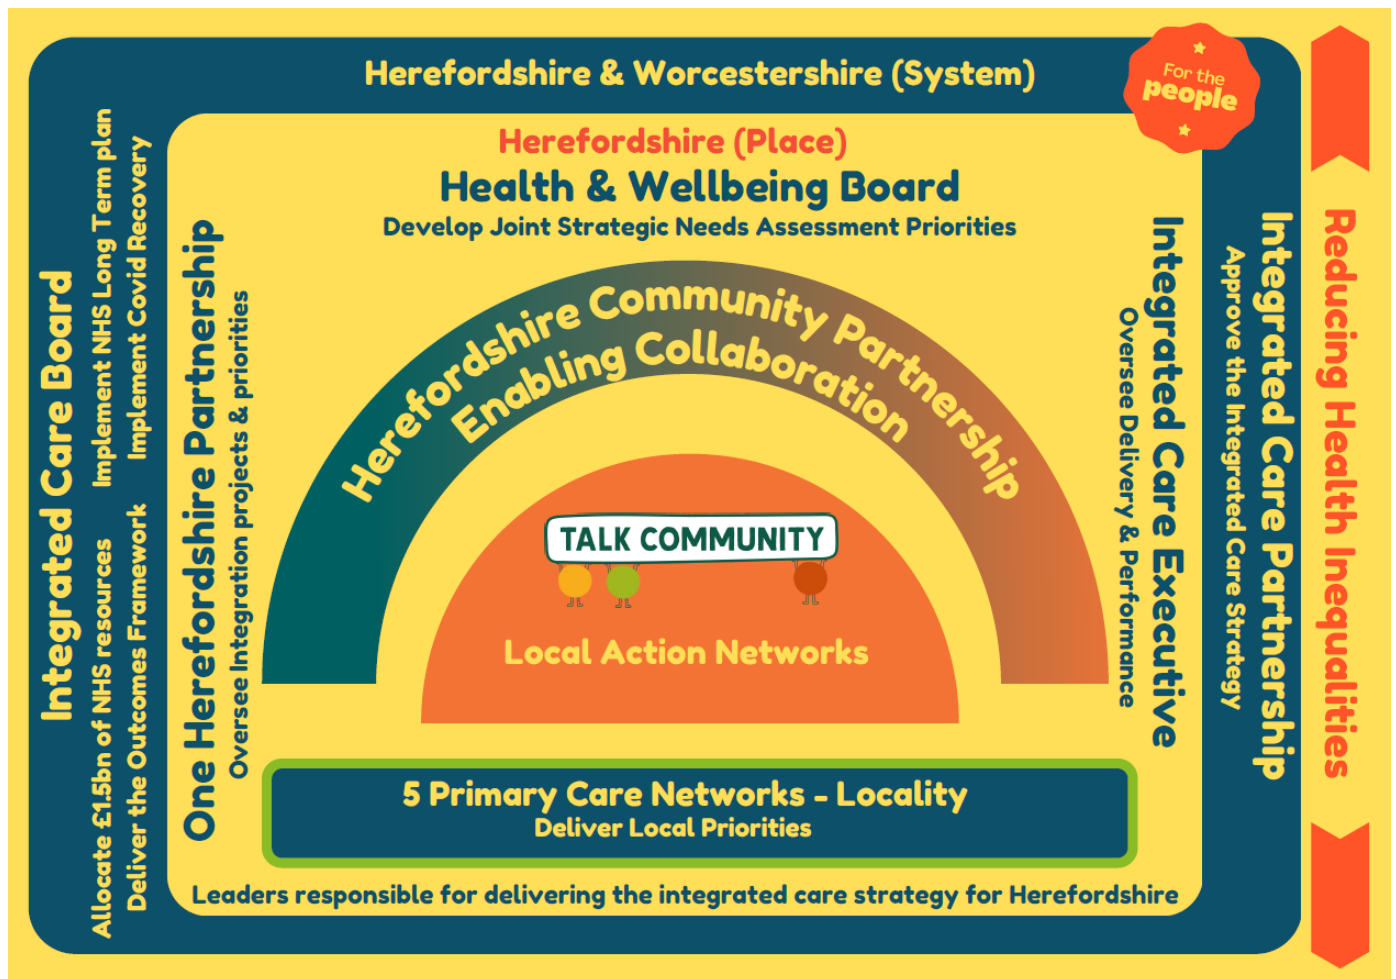 Herefordshire & Worcestershire (System)
For the
people
Herefordshire (Place)
Health & Wellbeing Board
Develop Joint Strategic Needs Assessment Priorities
Integrated Care Board
Allocate £1.5bn of NHS resources
Implement NHS Long Term plan
Deliver the Outcomes Framework
Implement Covid Recovery
One Herefordshire Partnership
Oversee Integration projects & priorities
Herefordshire Community Partnership
Enabling Collaboration
TALK COMMUNITY
Local Action Networks
Integrated Care Executive
Oversee Delivery & Performance
Integrated Care Partnership
Approve the Integrated Care Strategy
Reducing Health Inequalities
5 Primary Care Networks - Locality
Deliver Local Priorities
Leaders responsible for delivering the integrated care strategy for Herefordshire